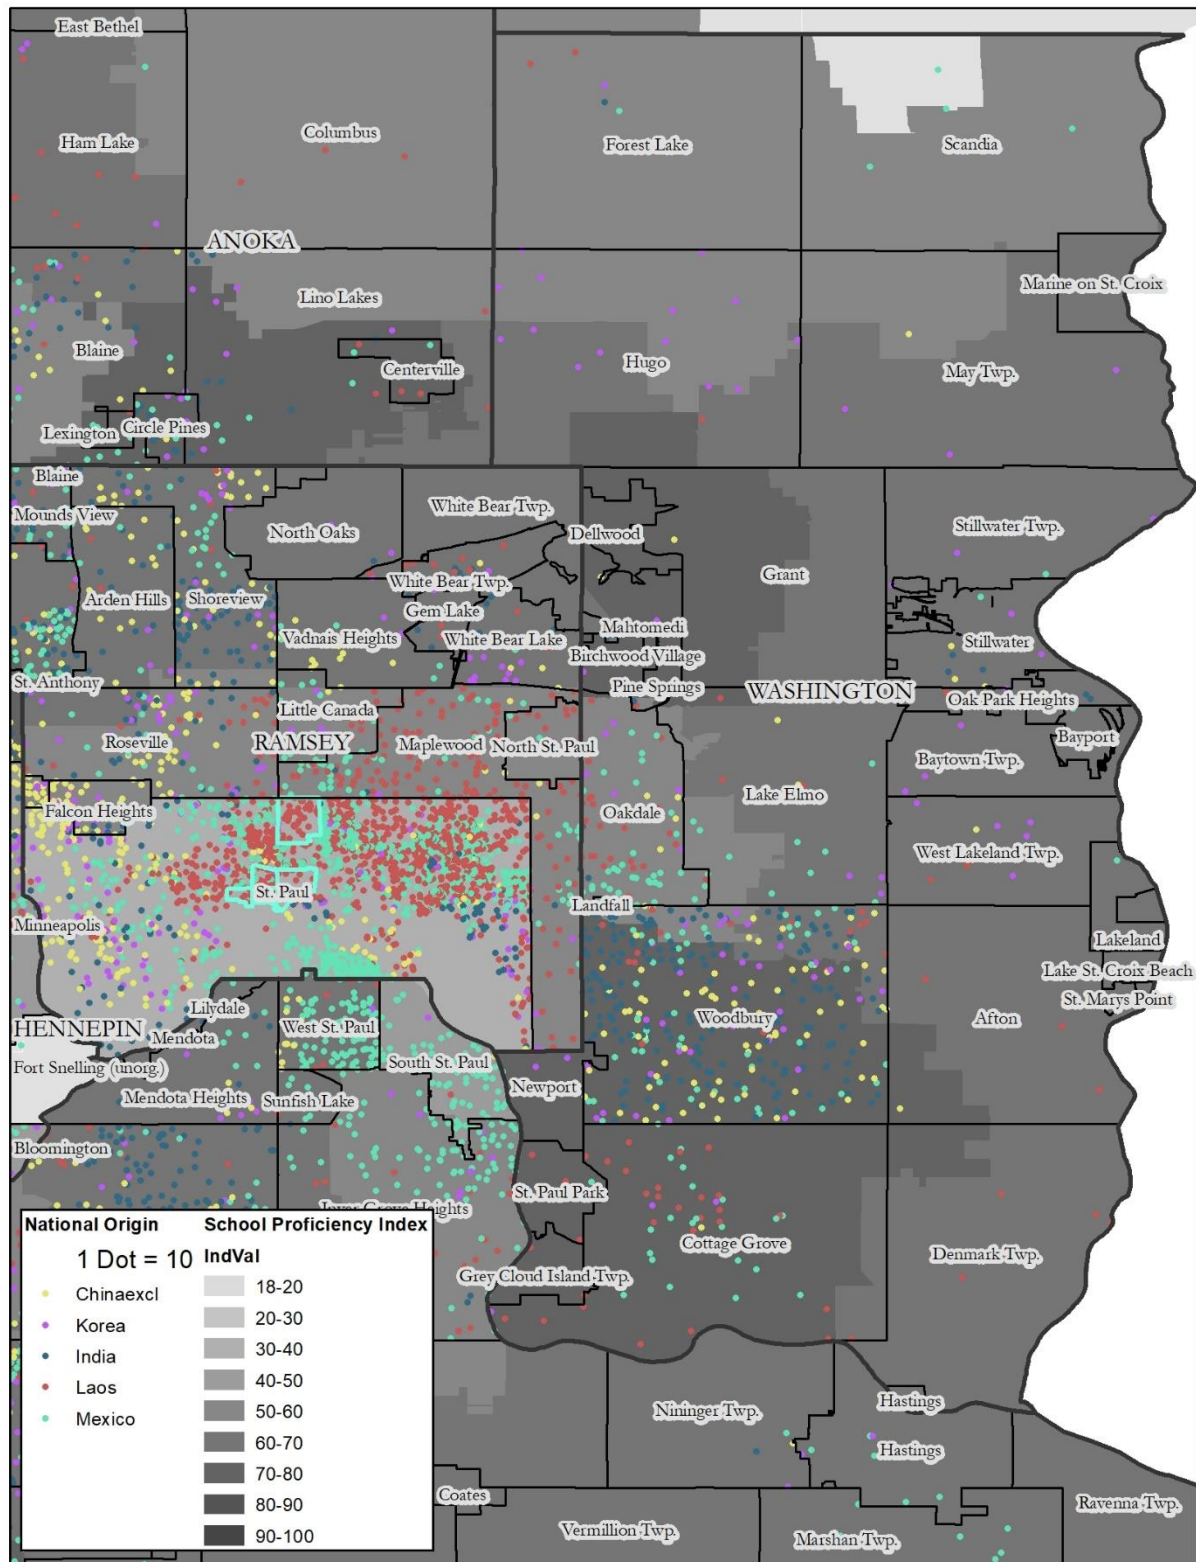 East Bethel
Ham Lake
Columbus
Forest Lake
Scandia
ANOKA
Lino Lakes
Marine on St. Croix
Blaine
Centerville
Hugo
May Twp.
Lexington
Circle Pines
Blaine
Mounds View
North Oaks
White Bear Twp.
Dellwood
Stillwater Twp.
Grant
White Bear Twp.
Arden Hills
Shoreview
Gem Lake
Vadnais Heights
White Bear Lake
Mahtomedi
Stillwater
Birchwood Village
St. Anthony
Pine Springs
WASHINGTON
Oak Park Heights
Little Canada
Roseville
RAMSEY
Maplewood
North St. Paul
Bayport
Baytown Twp.
Lake Elmo
Falcon Heights
Oakdale
West Lakeland Twp.
St. Paul
Landfall
Minneapolis
Lakeland
Lake St. Croix Beach
St. Marys Point
Lilydale
HENNEPIN
Mendota
West St. Paul
Woodbury
Afton
Fort Snelling (unorg.)
South St. Paul
Newport
Mendota Heights
Sunfish Lake
Bloomington
St. Paul Park
Inver Grove Heights
Cottage Grove
Denmark Twp.
Grey Cloud Island Twp.
National Origin
1 Dot = 10
Chinaexcl
Korea
India
Laos
Mexico
School Proficiency Index
IndVal
18-20
20-30
30-40
40-50
50-60
60-70
70-80
80-90
90-100
Nininger Twp.
Hastings
Hastings
Coates
Vermillion Twp.
Marshan Twp.
Ravenna Twp.